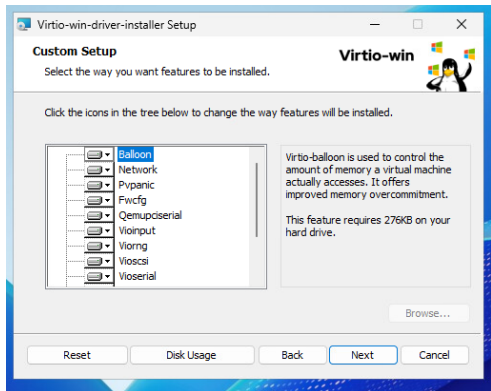 Virtio-win-driver-installer Setup
Custom Setup
Select the way you want features to be installed.
Virtio-win
Click the icons in the tree below to change the way features will be installed.
Balloon
Network
Pvpanic
Fwcfg
Qemupciserial
Vioinput
Viorng
Vioscsi
Vioserial
Virtio-balloon is used to control the
amount of memory a virtual machine
actually accesses. It offers
improved memory overcommitment.
This feature requires 276KB on your
hard drive.
Browse...
Reset
Disk Usage
Back
Next
Cancel